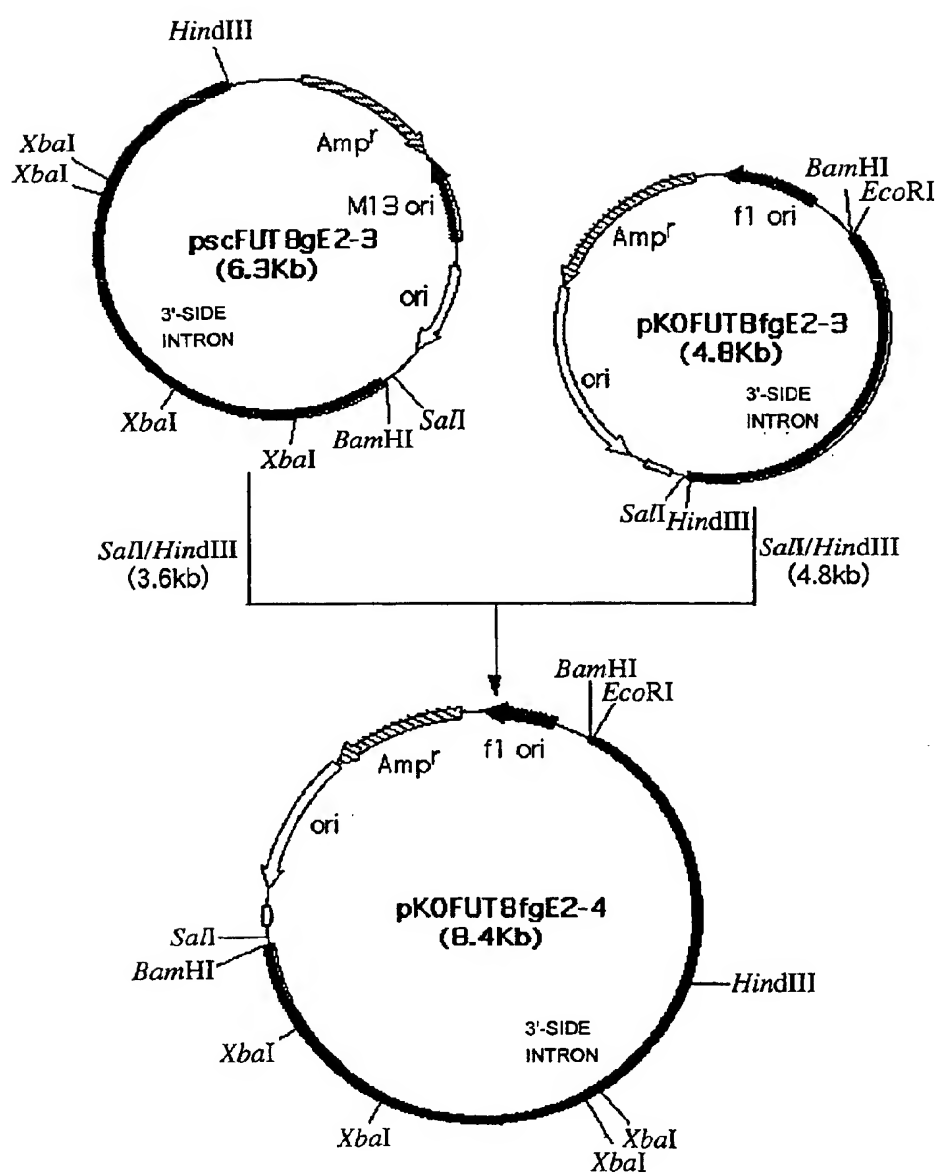 HindIII
XbaI
XbaI
Ampʳ
M13 ori
pscFUT8gE2-3
(6.3Kb)
ori
3'-SIDE
INTRON
XbaI
XbaI
BamHI
SalI
BamHI
EcoRI
f1 ori
Ampʳ
pKOFUT8fgE2-3
(4.8Kb)
ori
3'-SIDE
INTRON
SalI
HindIII
SalI/HindIII
(3.6kb)
SalI/HindIII
(4.8kb)
BamHI
EcoRI
f1 ori
Ampʳ
ori
pKOFUT8fgE2-4
(8.4Kb)
SalI
BamHI
HindIII
XbaI
3'-SIDE
INTRON
XbaI
XbaI
XbaI